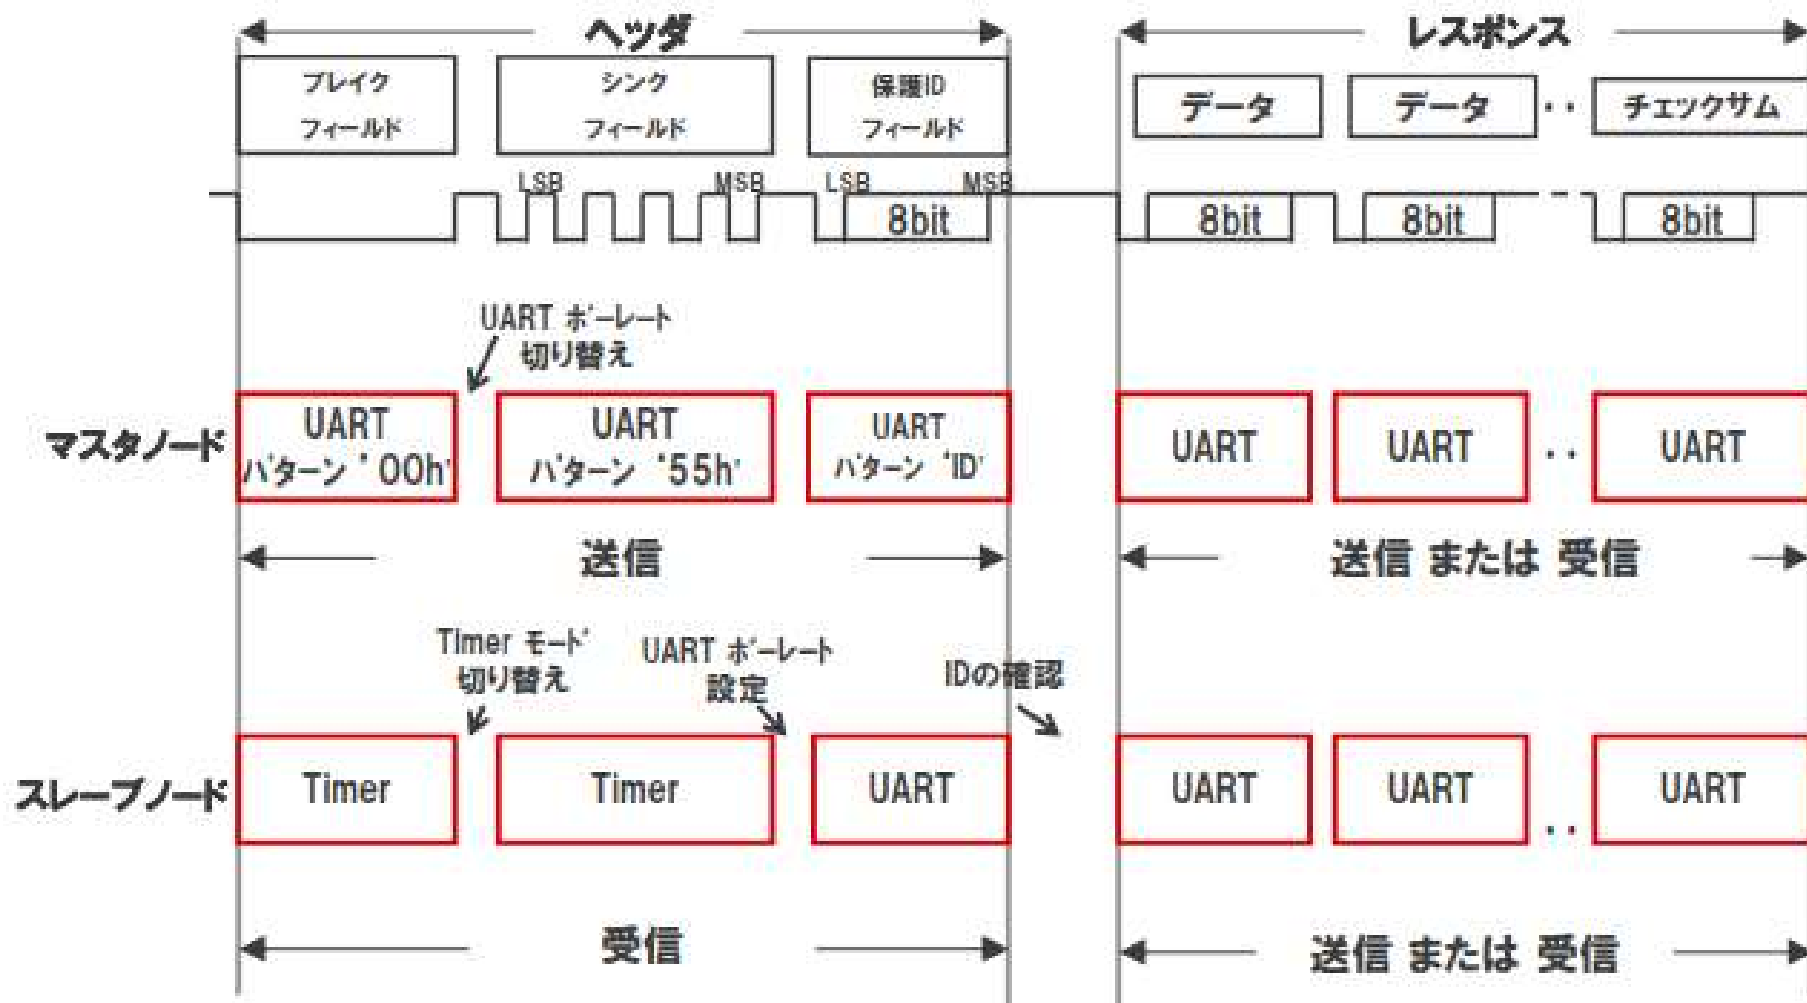 ヘッダ
レスポンス
ブレイク
フィールド
シンク
フィールド
保護ID
フィールド
データ
データ
・・
チェックサム
LSB
MSB
LSB
MSB
8bit
8bit
8bit
8bit
UART ボーレート
切り替え
マスタノード
UART
パターン ‘00h’
UART
パターン ‘55h’
UART
パターン ‘ID’
UART
UART
・・
UART
送信
送信 または 受信
Timer モード
切り替え
UART ボーレート
設定
IDの確認
スレーブノード
Timer
Timer
UART
UART
UART
・・
UART
受信
送信 または 受信